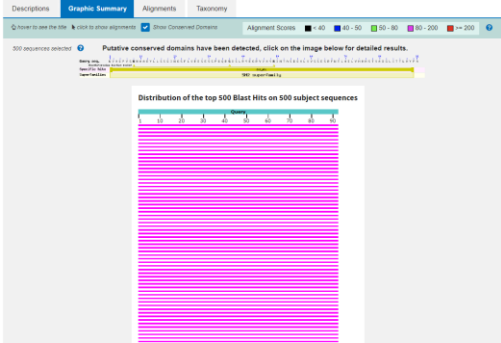 Descriptions Graphic Summary Alignments Taxonomy
hover to see the title click to show alignments Show Conserved Domains Alignment Scores < 40 40 - 50 50 - 80 80 - 200 >= 200
500 sequences selected Putative conserved domains have been detected, click on the image below for detailed results.
Query seq.
Specific hits
Superfamilies superfamily
Distribution of the top 500 Blast Hits on 500 subject sequences
Query
1 10 20 30 40 50 60 70 80 90